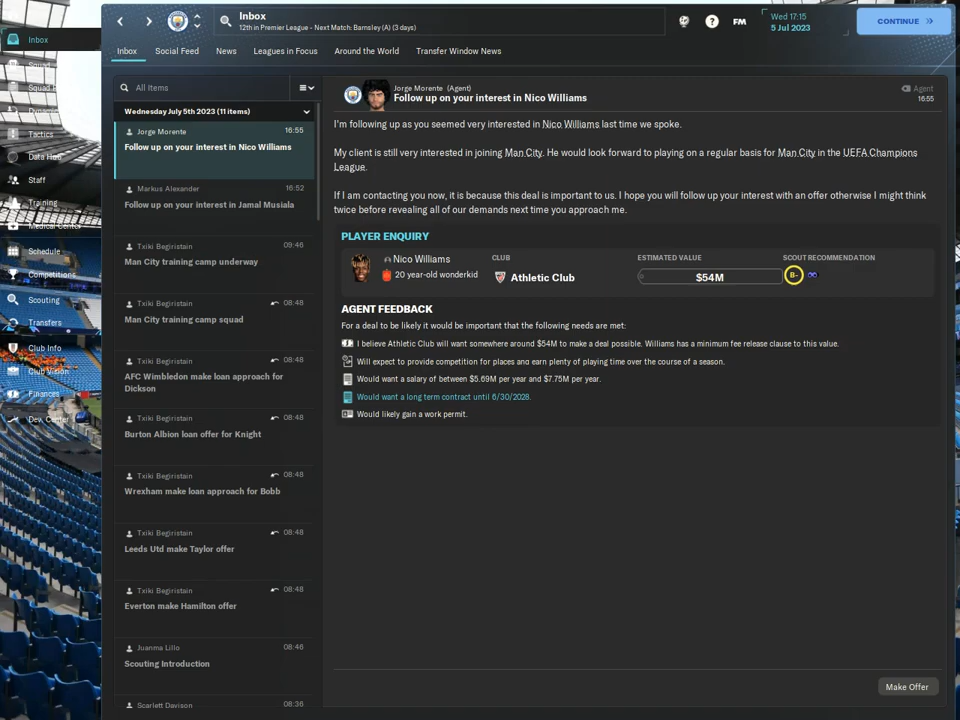 Inbox
12th in Premier League - Next Match: Barnsley (A) (3 days)
FM
Wed 17:15
5 Jul 2023
CONTINUE
Inbox
Social Feed
News
Leagues in Focus
Around the World
Transfer Window News
Inbox
Squad
Tactics
Data Hub
Staff
Training
Medical Center
Schedule
Competitions
Scouting
Transfers
Club Info
Club Vision
Finances
Dev. Center
All Items
Wednesday July 5th 2023 (11 items)
Jorge Morente 16:55
Follow up on your interest in Nico Williams
Markus Alexander 16:52
Follow up on your interest in Jamal Musiala
Txiki Begiristain 09:46
Man City training camp underway
Txiki Begiristain 08:48
Man City training camp squad
Txiki Begiristain 08:48
AFC Wimbledon make loan approach for
Dickson
Txiki Begiristain 08:48
Burton Albion loan offer for Knight
Txiki Begiristain 08:48
Wrexham make loan approach for Bobb
Txiki Begiristain 08:48
Leeds Utd make Taylor offer
Txiki Begiristain 08:48
Everton make Hamilton offer
Juanma Lillo 08:46
Scouting Introduction
Scarlett Davison 08:36
Jorge Morente (Agent)
Follow up on your interest in Nico Williams
Agent
16:55
I'm following up as you seemed very interested in Nico Williams last time we spoke.
My client is still very interested in joining Man City. He would look forward to playing on a regular basis for Man City in the UEFA Champions
League.
If I am contacting you now, it is because this deal is important to us. I hope you will follow up your interest with an offer otherwise I might think
twice before revealing all of our demands next time you approach me.
PLAYER ENQUIRY
Nico Williams
20 year-old wonderkid
CLUB
Athletic Club
ESTIMATED VALUE
$54M
SCOUT RECOMMENDATION
B-
AGENT FEEDBACK
For a deal to be likely it would be important that the following needs are met:
I believe Athletic Club will want somewhere around $54M to make a deal possible. Williams has a minimum fee release clause to this value.
Will expect to provide competition for places and earn plenty of playing time over the course of a season.
Would want a salary of between $5.69M per year and $7.75M per year.
Would want a long term contract until 6/30/2028.
Would likely gain a work permit.
Make Offer